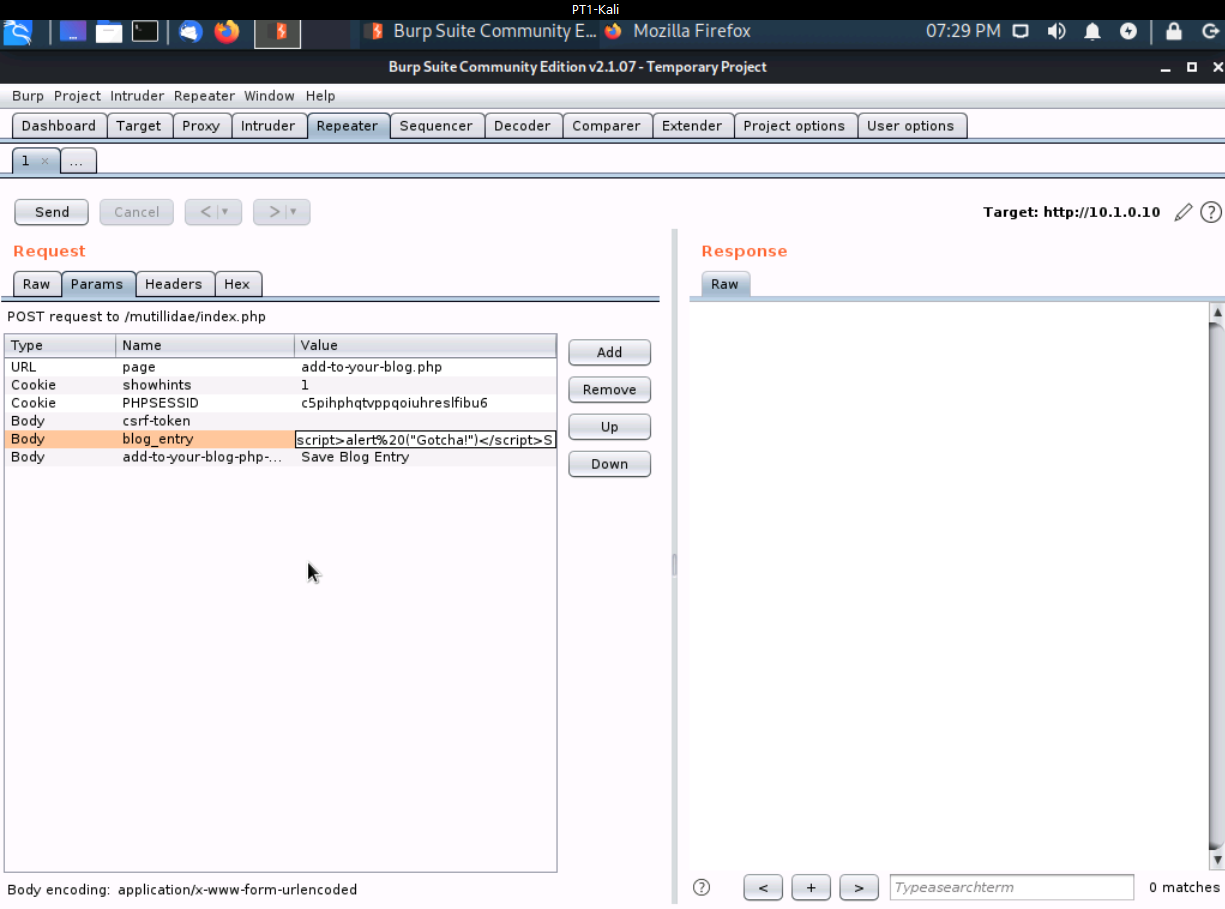 PT1-Kali
Burp Suite Community E... Mozilla Firefox 07:29 PM
Burp Suite Community Edition v2.1.07 - Temporary Project
Burp Project Intruder Repeater Window Help
Dashboard Target Proxy Intruder Repeater Sequencer Decoder Comparer Extender Project options User options
1 × ...
Send Cancel < ▾ > ▾ Target: http://10.1.0.10 ?
Request
Raw Params Headers Hex
POST request to /mutillidae/index.php
Type Name Value
URL page add-to-your-blog.php
Cookie showhints 1
Cookie PHPSESSID c5pihphqtvppqoiuhreslfibu6
Body csrf-token
Body blog_entry script>alert%20("Gotcha!")</script>S
Body add-to-your-blog-php-... Save Blog Entry
Add
Remove
Up
Down
Body encoding: application/x-www-form-urlencoded
Response
Raw
? < + > Typeasearchterm 0 matches